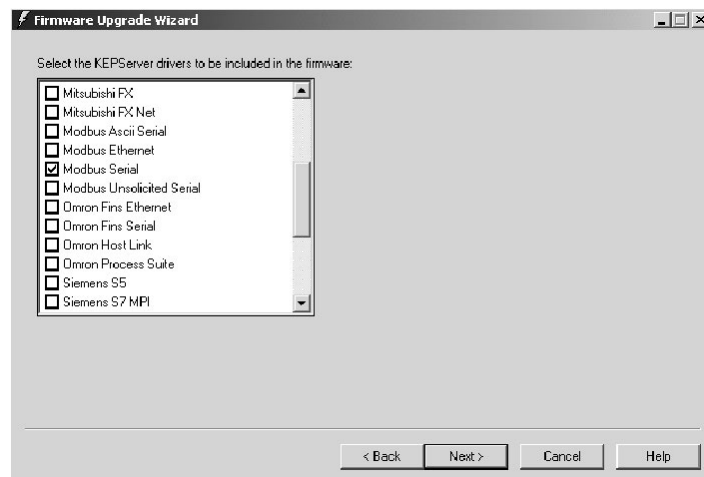 Firmware Upgrade Wizard
Select the KEPServer drivers to be included in the firmware:
Mitsubishi FX
Mitsubishi FX Net
Modbus Ascii Serial
Modbus Ethernet
Modbus Serial
Modbus Unsolicited Serial
Omron Fins Ethernet
Omron Fins Serial
Omron Host Link
Omron Process Suite
Siemens S5
Siemens S7 MPI
< Back Next > Cancel Help